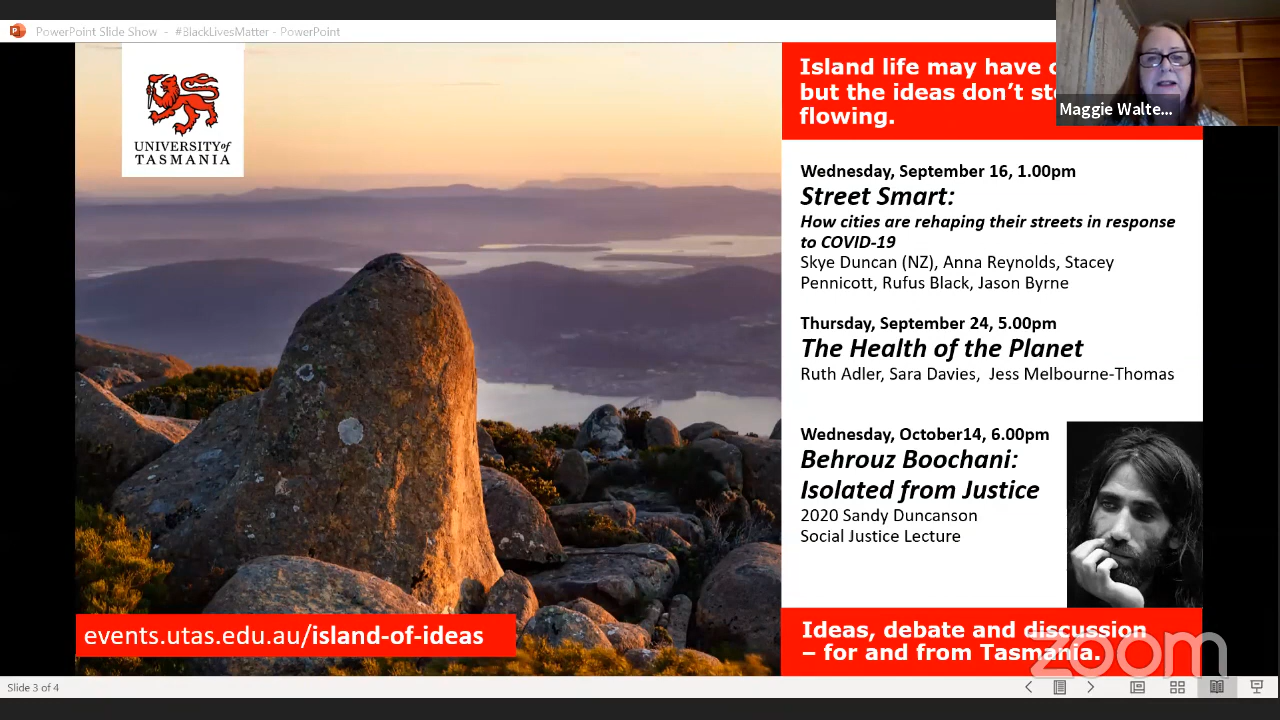 PowerPoint Slide Show - #BlackLivesMatter - PowerPoint
UNIVERSITY of
TASMANIA
Island life may have
but the ideas don't
flowing.
Maggie Walte...
Wednesday, September 16, 1.00pm
Street Smart:
How cities are rehaping their streets in response
to COVID-19
Skye Duncan (NZ), Anna Reynolds, Stacey
Pennicott, Rufus Black, Jason Byrne
Thursday, September 24, 5.00pm
The Health of the Planet
Ruth Adler, Sara Davies, Jess Melbourne-Thomas
Wednesday, October14, 6.00pm
Behrouz Boochani:
Isolated from Justice
2020 Sandy Duncanson
Social Justice Lecture
events.utas.edu.au/island-of-ideas
Ideas, debate and discussion
– for and from Tasmania.
zoom
Slide 3 of 4